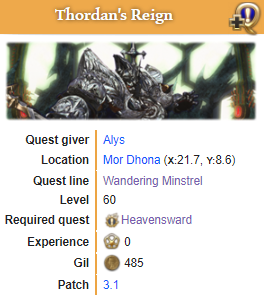 Thordan's Reign
Quest giver Alys
Location Mor Dhona (X:21.7, Y:8.6)
Quest line Wandering Minstrel
Level 60
Required quest Heavensward
Experience 0
Gil 485
Patch 3.1